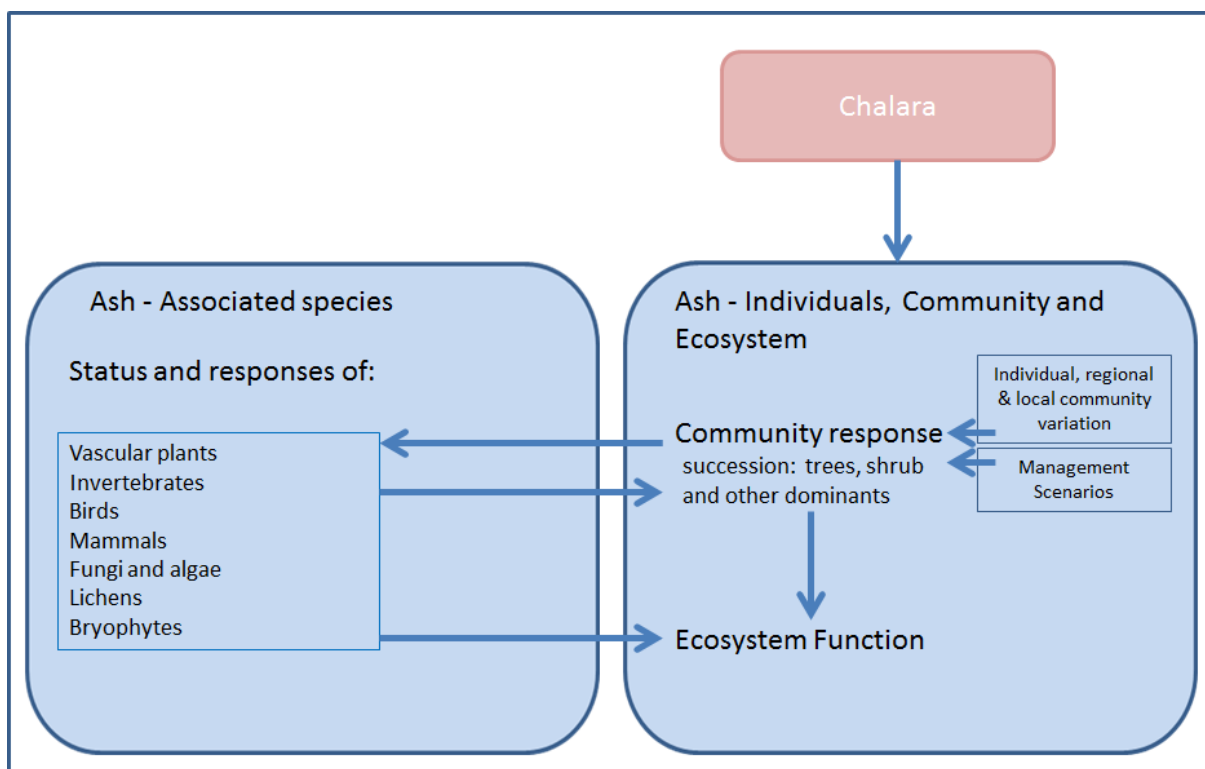 Chalara
Ash - Associated species
Status and responses of:
Vascular plants
Invertebrates
Birds
Mammals
Fungi and algae
Lichens
Bryophytes
Ash - Individuals, Community and
Ecosystem
Individual, regional
& local community
variation
Community response
succession: trees, shrub
and other dominants
Management
Scenarios
Ecosystem Function